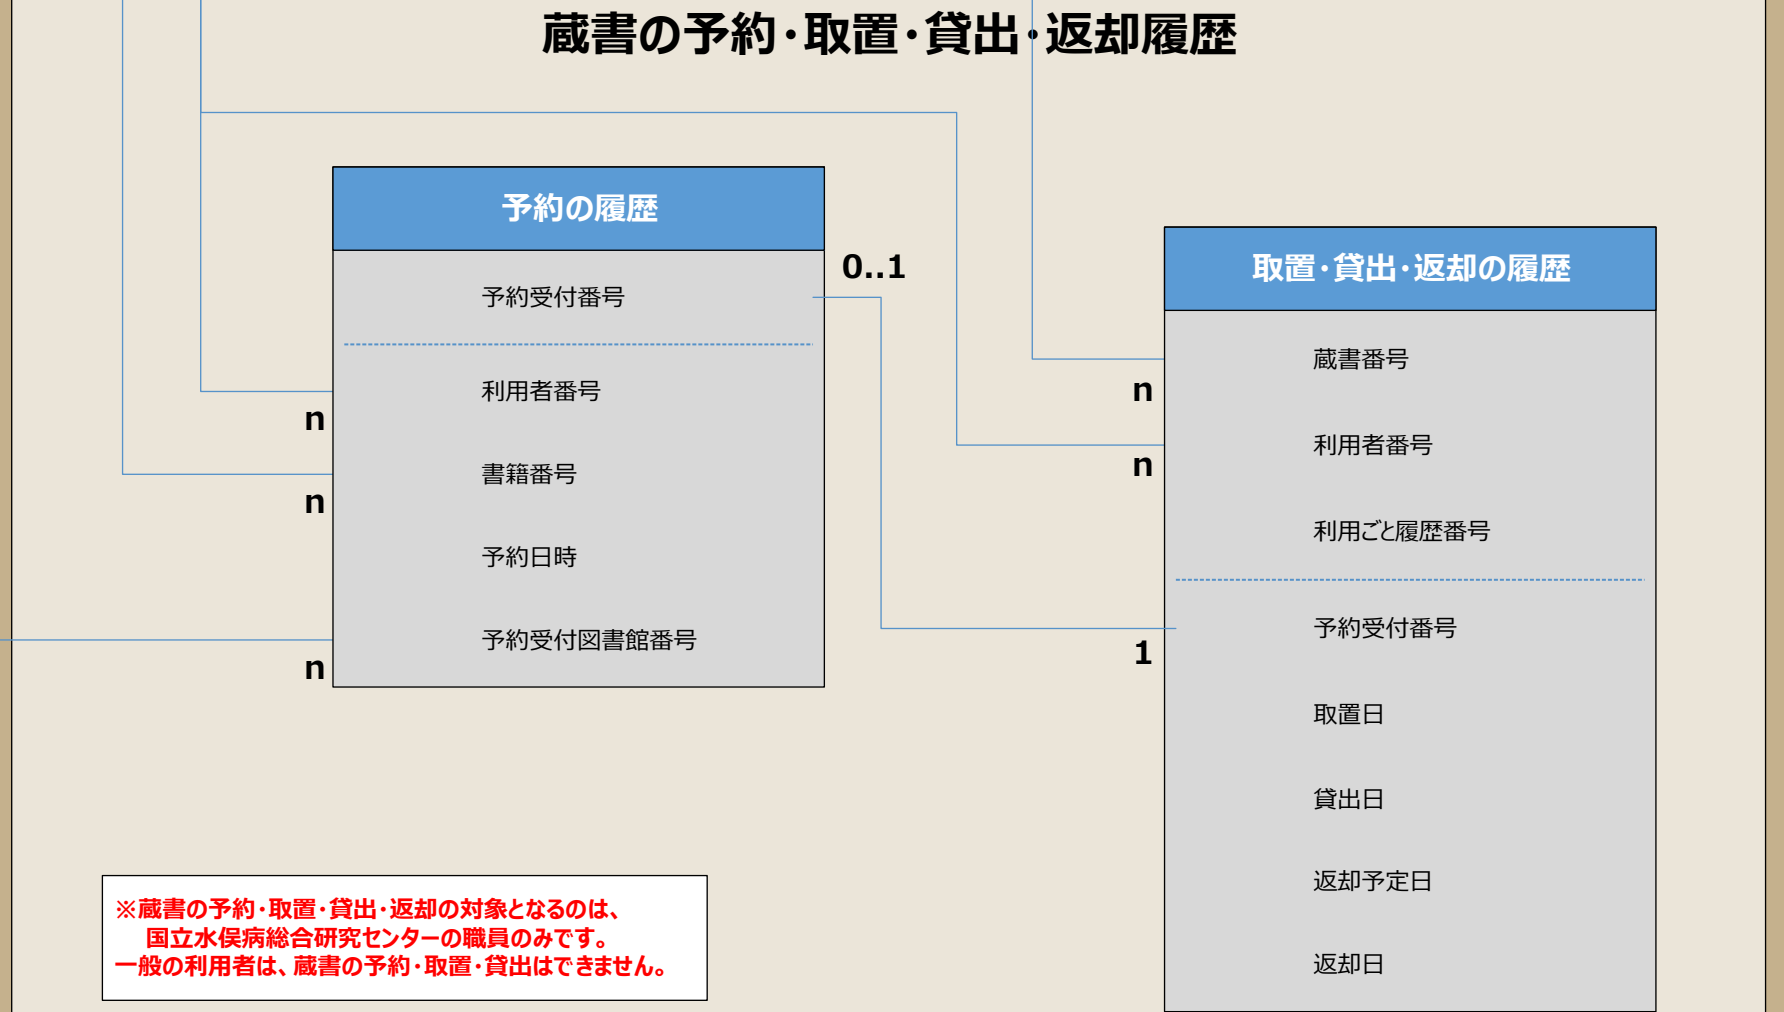 蔵書の予約・取置・貸出・返却履歴
予約の履歴
予約受付番号
利用者番号
書籍番号
予約日時
予約受付図書館番号
0..1
n
n
n
取置・貸出・返却の履歴
蔵書番号
利用者番号
利用ごと履歴番号
予約受付番号
取置日
貸出日
返却予定日
返却日
n
n
1
※蔵書の予約・取置・貸出・返却の対象となるのは、
国立水俣病総合研究センターの職員のみです。
一般の利用者は、蔵書の予約・取置・貸出はできません。